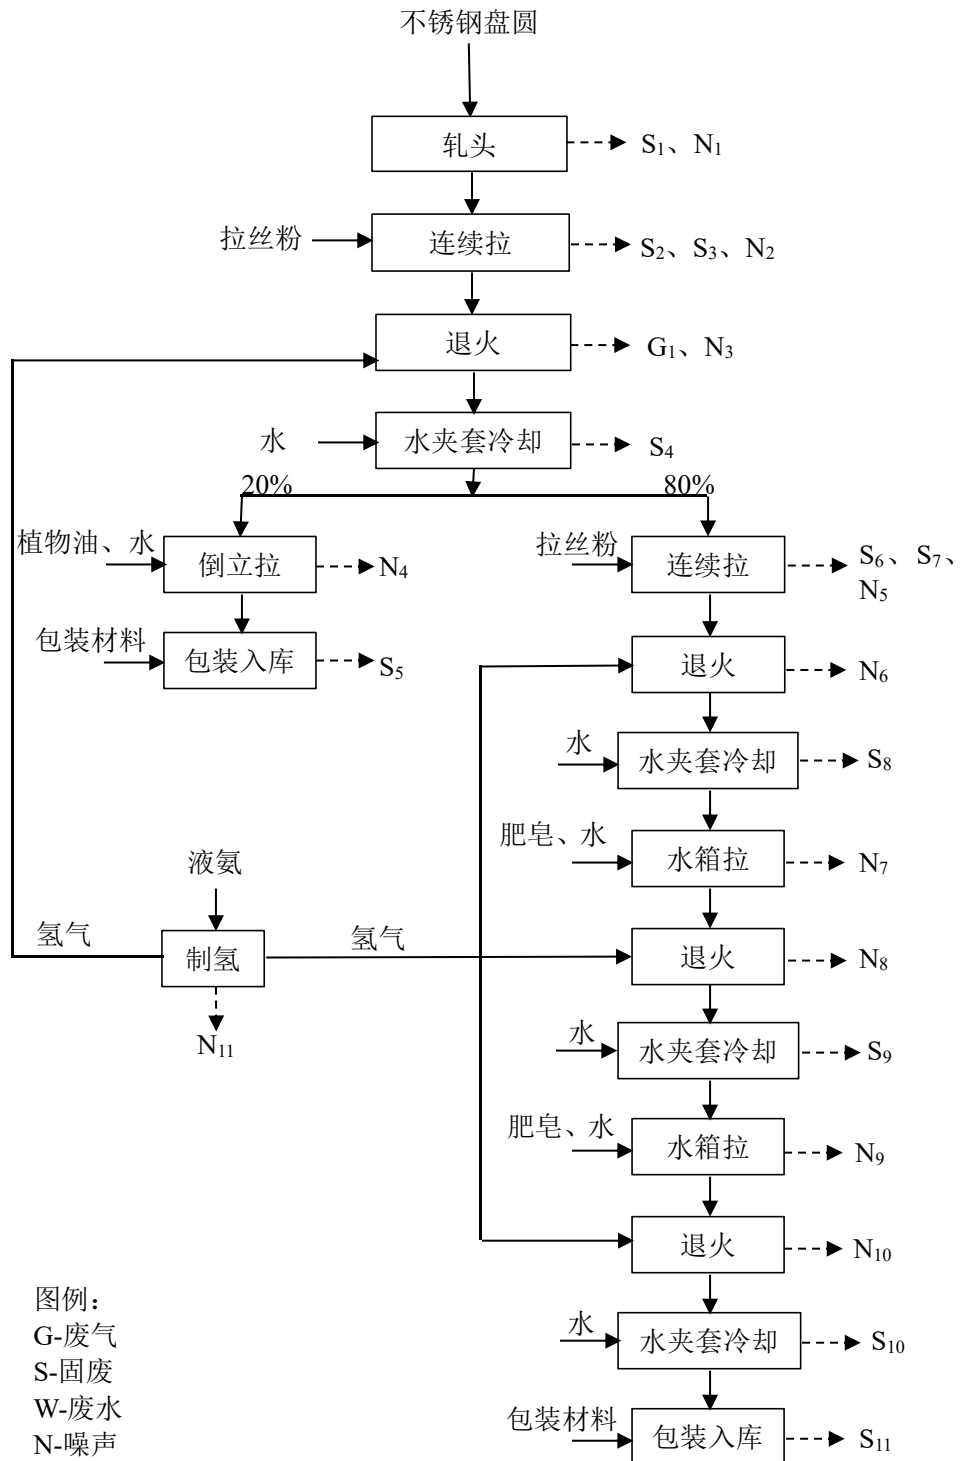 不锈钢盘圆
轧头
S₁、N₁
拉丝粉
连续拉
S₂、S₃、N₂
退火
G₁、N₃
水
水夹套冷却
S₄
20%
80%
植物油、水
倒立拉
N₄
拉丝粉
连续拉
S₆、S₇、
N₅
包装材料
包装入库
S₅
退火
N₆
水
水夹套冷却
S₈
肥皂、水
水箱拉
N₇
液氨
氢气
制氢
氢气
退火
N₈
N₁₁
水
水夹套冷却
S₉
肥皂、水
水箱拉
N₉
退火
N₁₀
水
水夹套冷却
S₁₀
包装材料
包装入库
S₁₁
图例：
G-废气
S-固废
W-废水
N-噪声